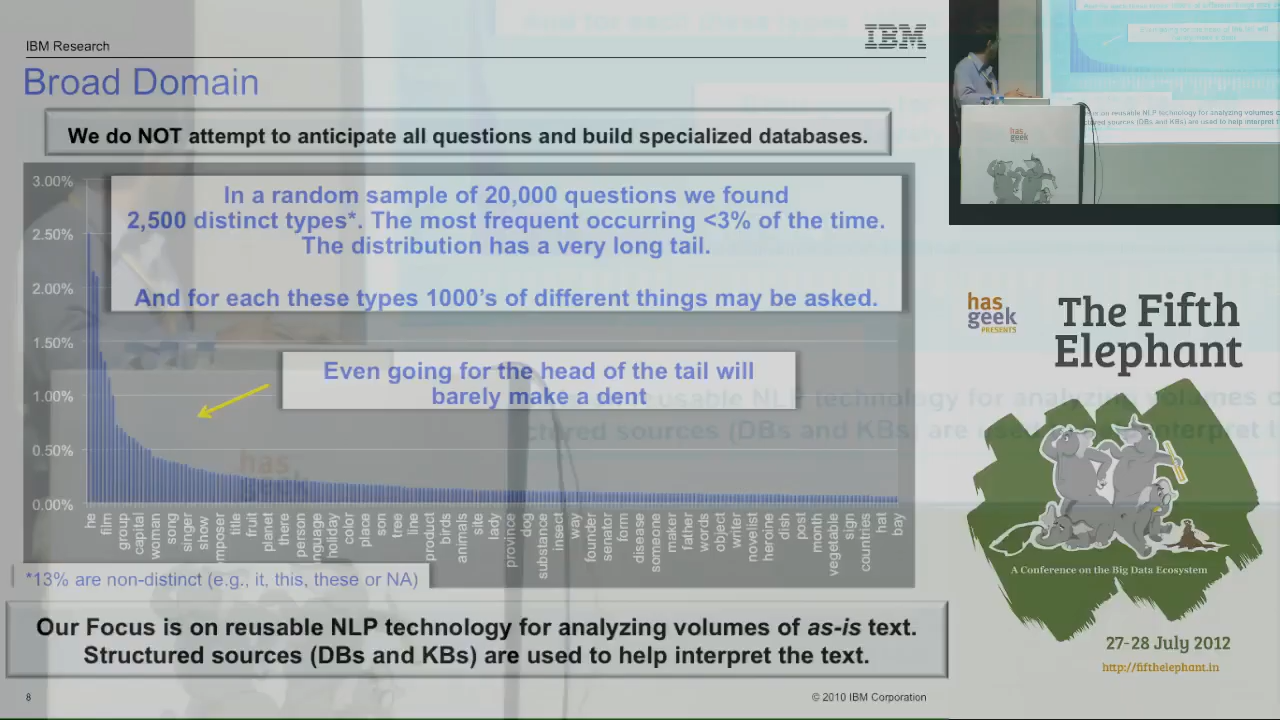 IBM Research
IBM
Broad Domain
We do NOT attempt to anticipate all questions and build specialized databases.
3.00%
2.50%
2.00%
1.50%
1.00%
0.50%
0.00%
In a random sample of 20,000 questions we found
2,500 distinct types*. The most frequent occurring <3% of the time.
The distribution has a very long tail.
And for each these types 1000's of different things may be asked.
Even going for the head of the tail will
barely make a dent
he
film
group
capital
woman
song
singer
show
mposer
title
fruit
planet
there
person
nguage
holiday
color
place
son
tree
line
product
birds
animals
site
lady
province
dog
substance
insect
way
founder
senator
form
disease
someone
maker
father
words
object
writer
novelist
heroine
dish
post
month
vegetable
sign
countries
hat
bay
*13% are non-distinct (e.g., it, this, these or NA)
Our Focus is on reusable NLP technology for analyzing volumes of as-is text.
Structured sources (DBs and KBs) are used to help interpret the text.
8
© 2010 IBM Corporation
has
geek
has
geek
PRESENTS
The Fifth
Elephant
A Conference on the Big Data Ecosystem
27-28 July 2012
http://fifthelephant.in